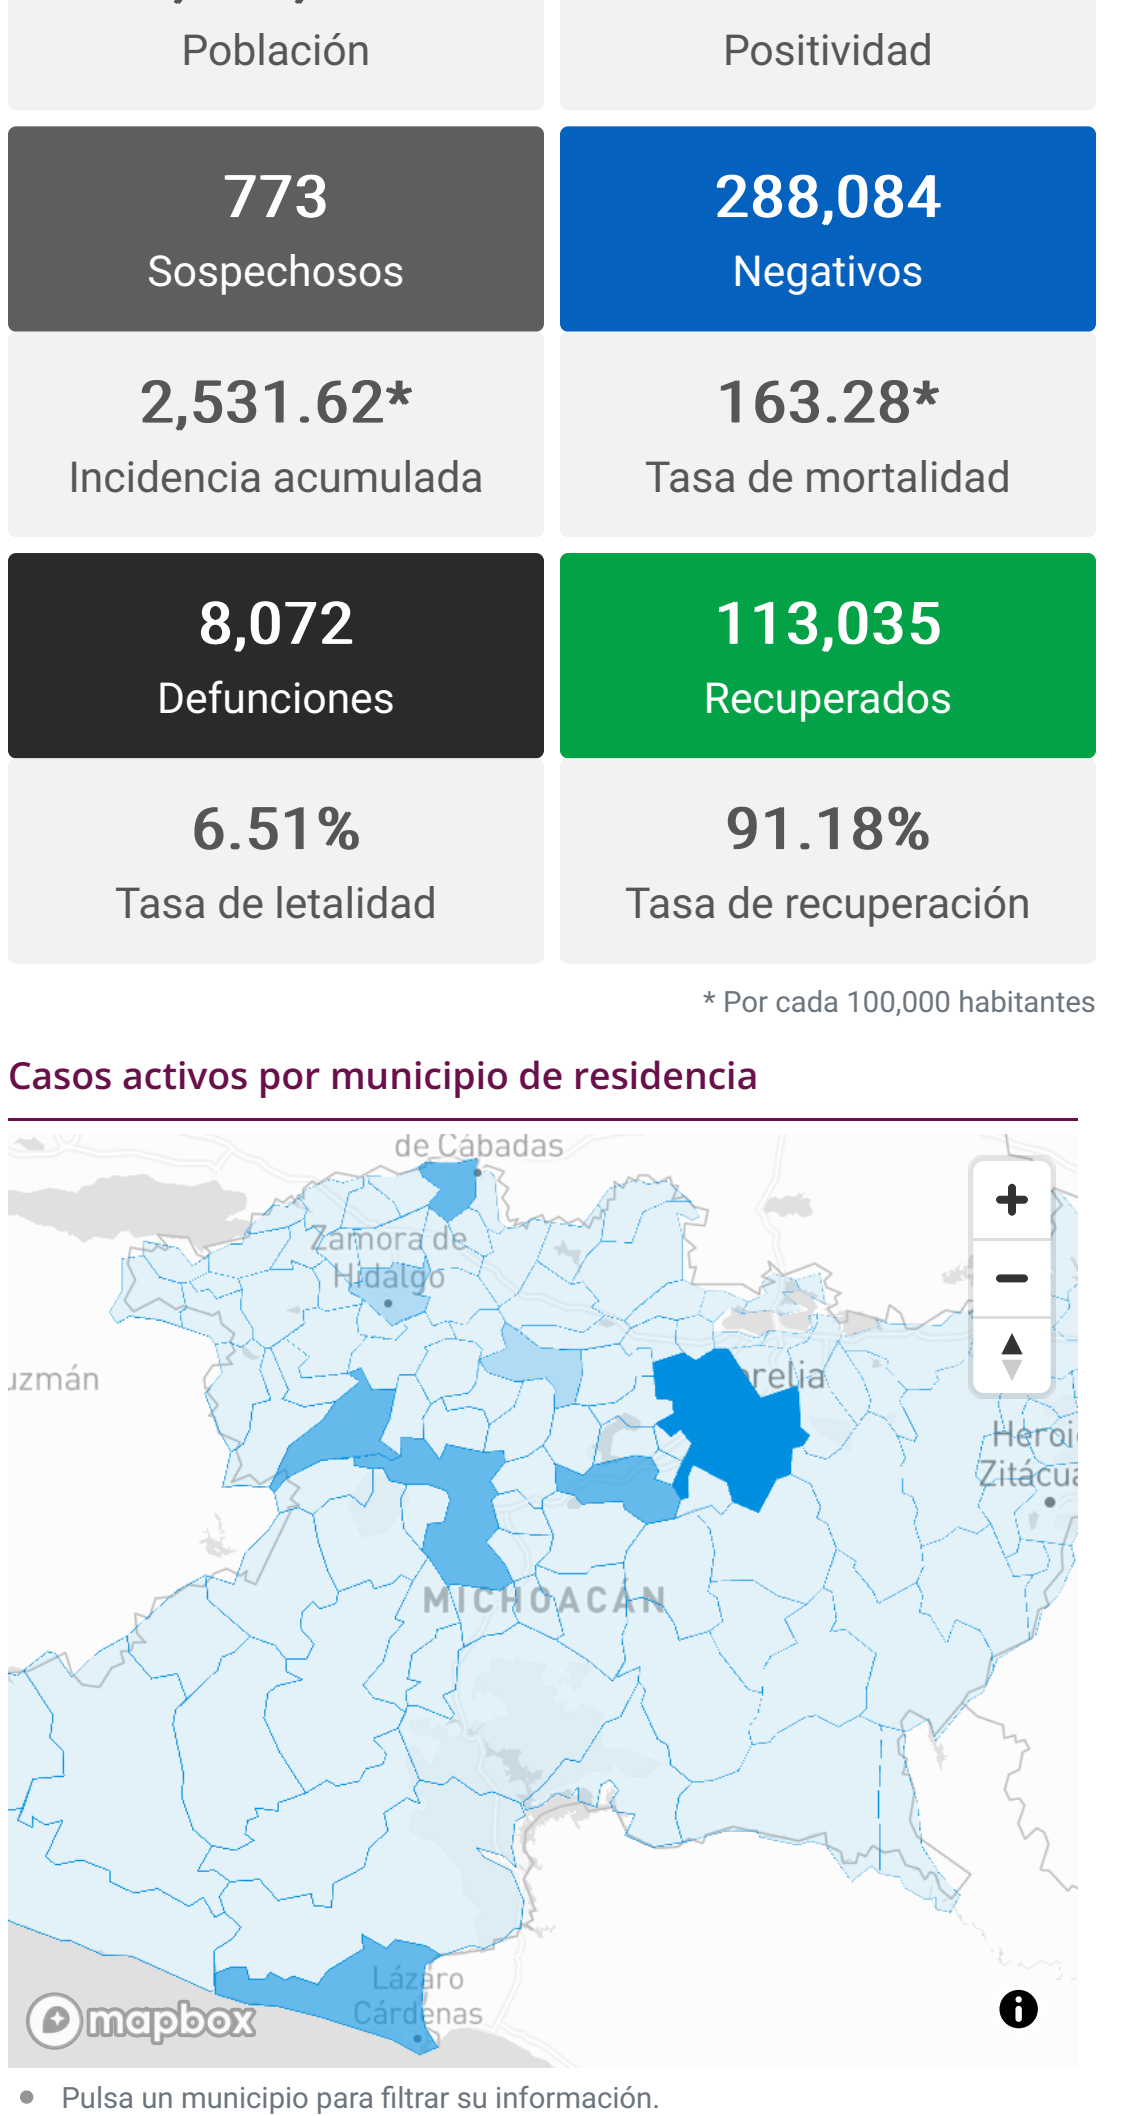 Población
Positividad
773
Sospechosos
288,084
Negativos
2,531.62*
Incidencia acumulada
163.28*
Tasa de mortalidad
8,072
Defunciones
113,035
Recuperados
6.51%
Tasa de letalidad
91.18%
Tasa de recuperación
* Por cada 100,000 habitantes
Casos activos por municipio de residencia
de Cábadas
Zamora de
Hidalgo
uzmán
relia
Heroi
Zitácua
MICHOACÁN
Lázaro
Cárdenas
mapbox
Pulsa un municipio para filtrar su información.